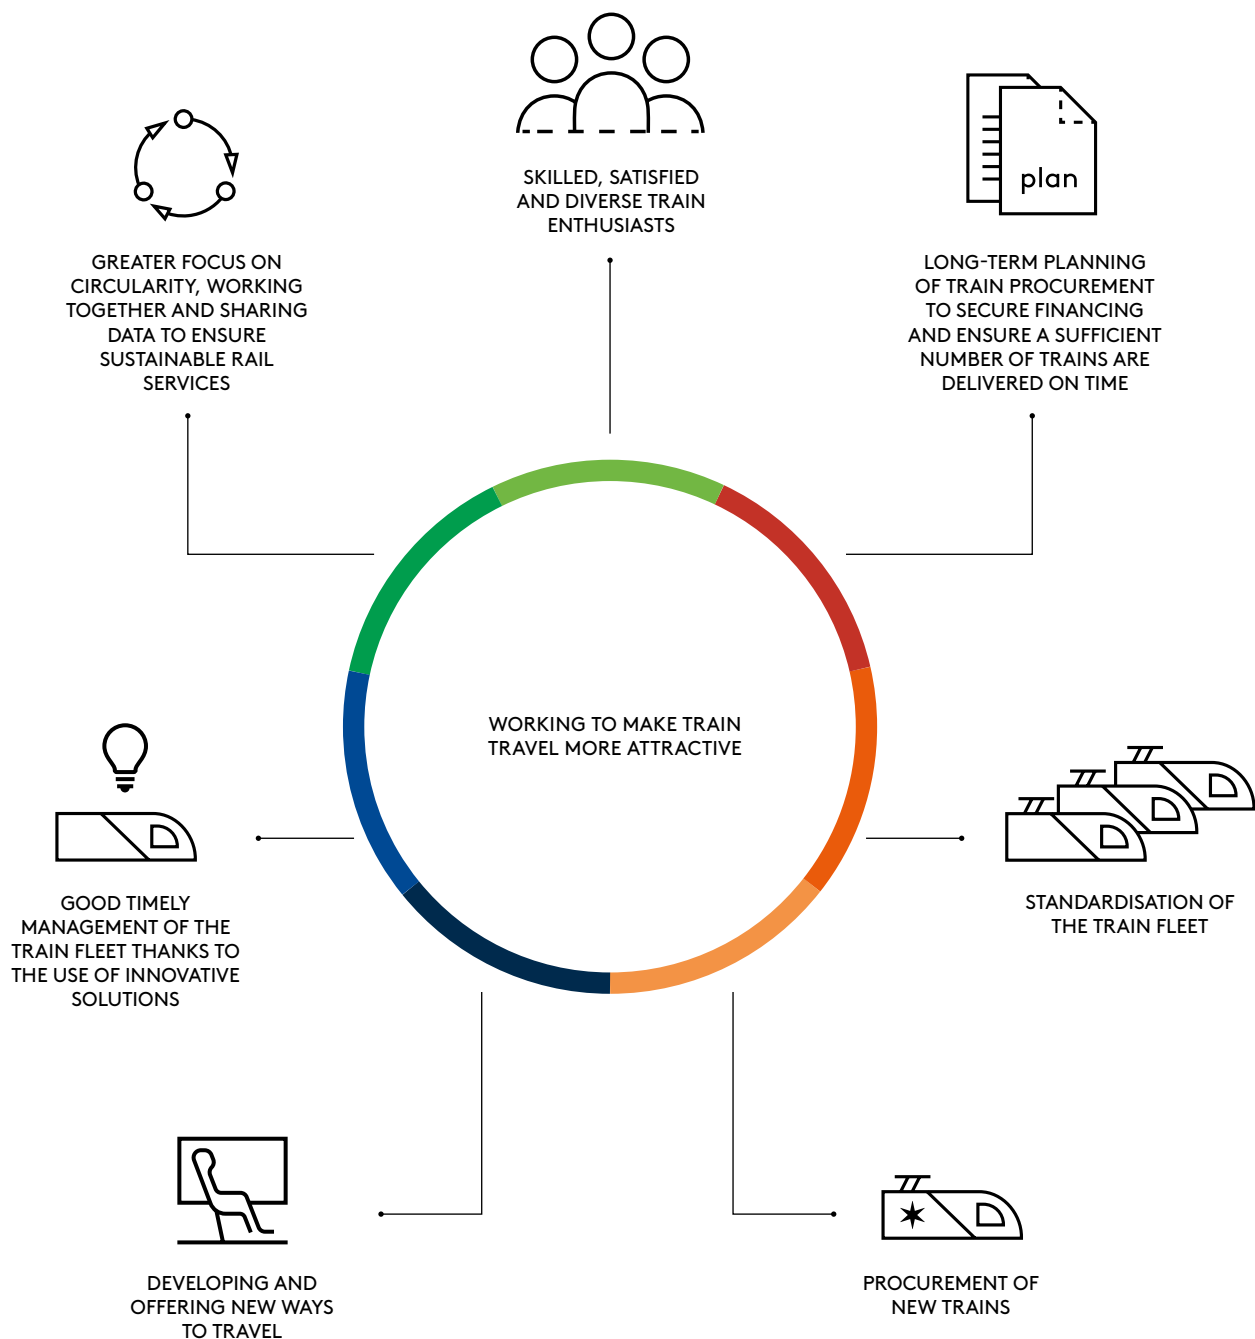 SKILLED, SATISFIED
AND DIVERSE TRAIN
ENTHUSIASTS
plan
GREATER FOCUS ON
CIRCULARITY, WORKING
TOGETHER AND SHARING
DATA TO ENSURE
SUSTAINABLE RAIL
SERVICES
LONG-TERM PLANNING
OF TRAIN PROCUREMENT
TO SECURE FINANCING
AND ENSURE A SUFFICIENT
NUMBER OF TRAINS ARE
DELIVERED ON TIME
WORKING TO MAKE TRAIN
TRAVEL MORE ATTRACTIVE
GOOD TIMELY
MANAGEMENT OF THE
TRAIN FLEET THANKS TO
THE USE OF INNOVATIVE
SOLUTIONS
STANDARDISATION OF
THE TRAIN FLEET
DEVELOPING AND
OFFERING NEW WAYS
TO TRAVEL
PROCUREMENT OF
NEW TRAINS